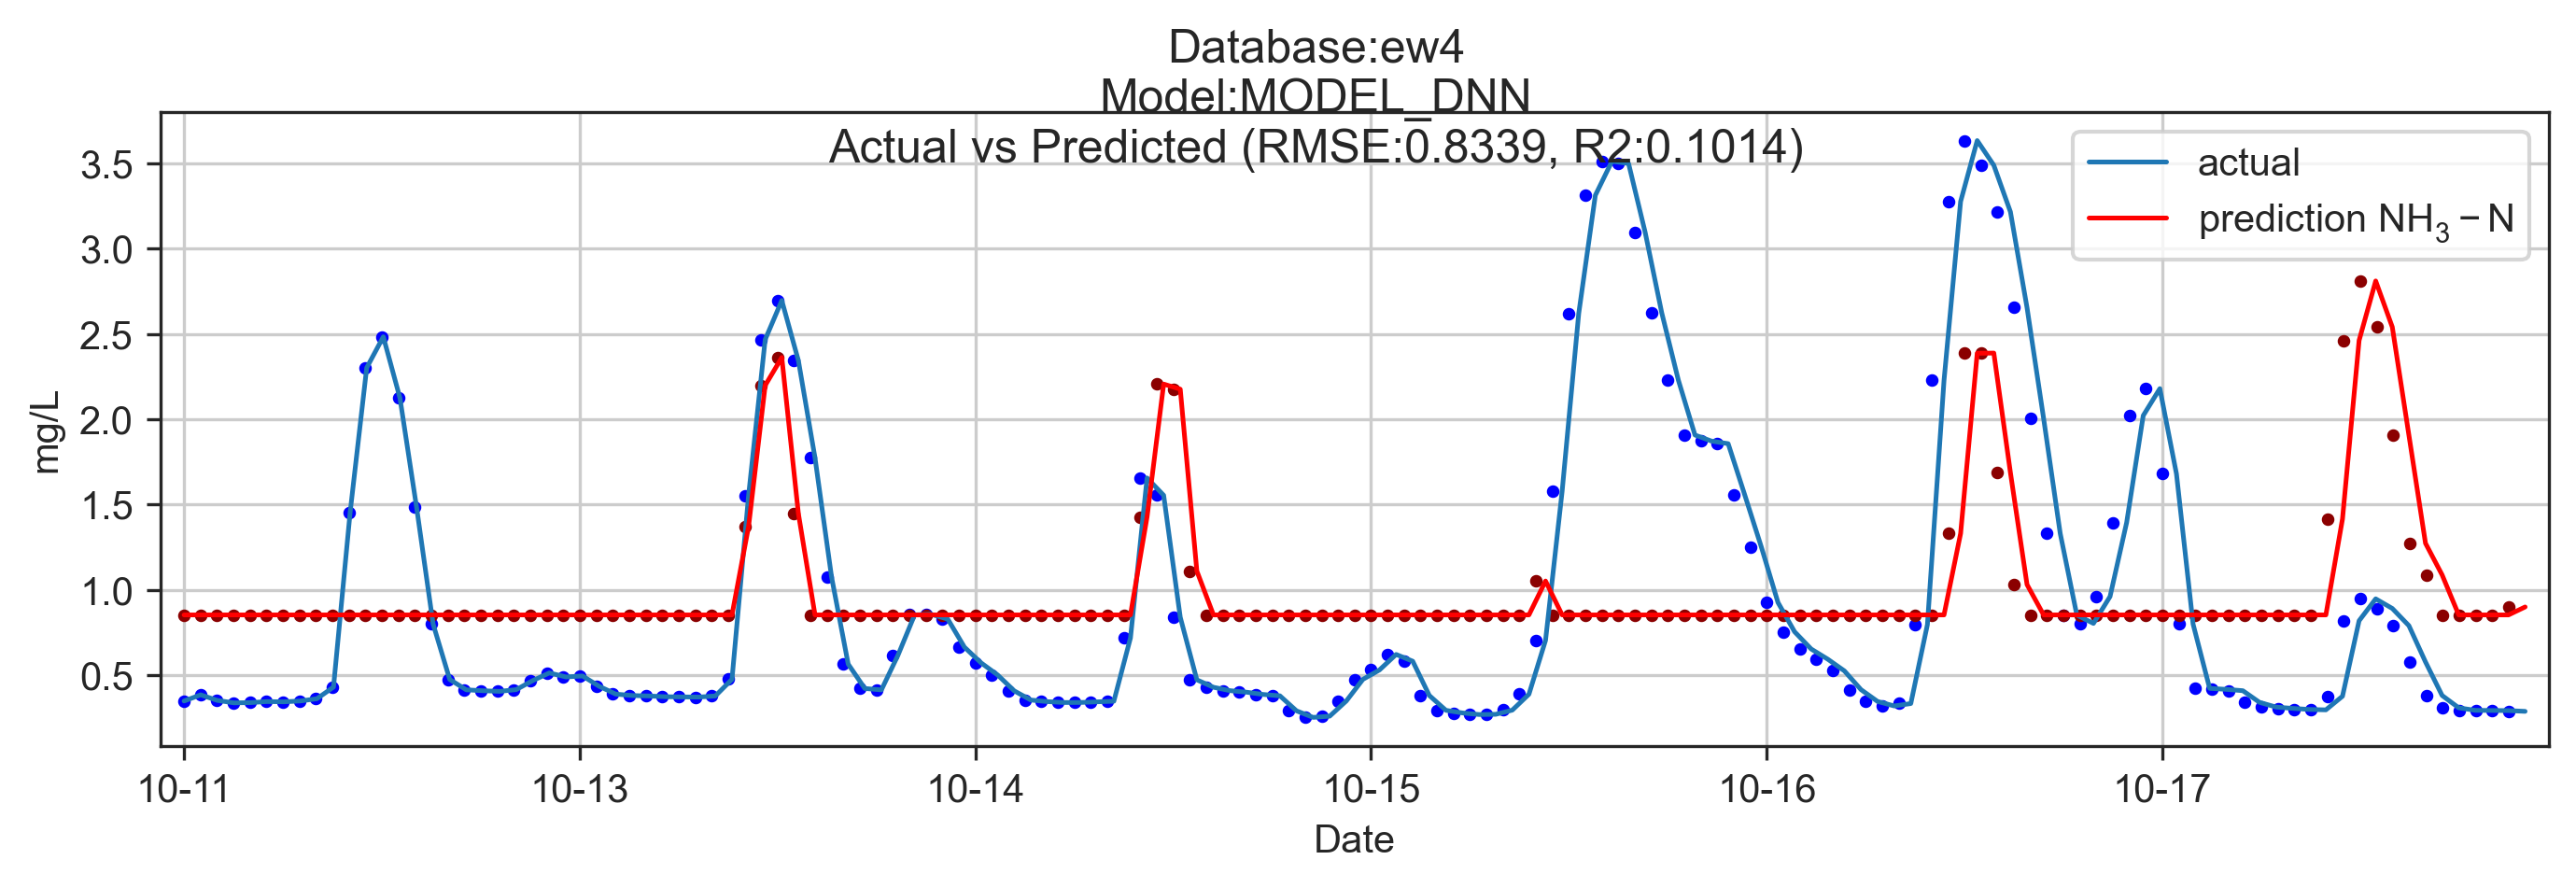 Database:ew4
Model:MODEL_DNN
Actual vs Predicted (RMSE:0.8339, R2:0.1014)
actual
prediction NH₃ − N
mg/L
3.5
3.0
2.5
2.0
1.5
1.0
0.5
10-11 10-13 10-14 10-15 10-16 10-17
Date